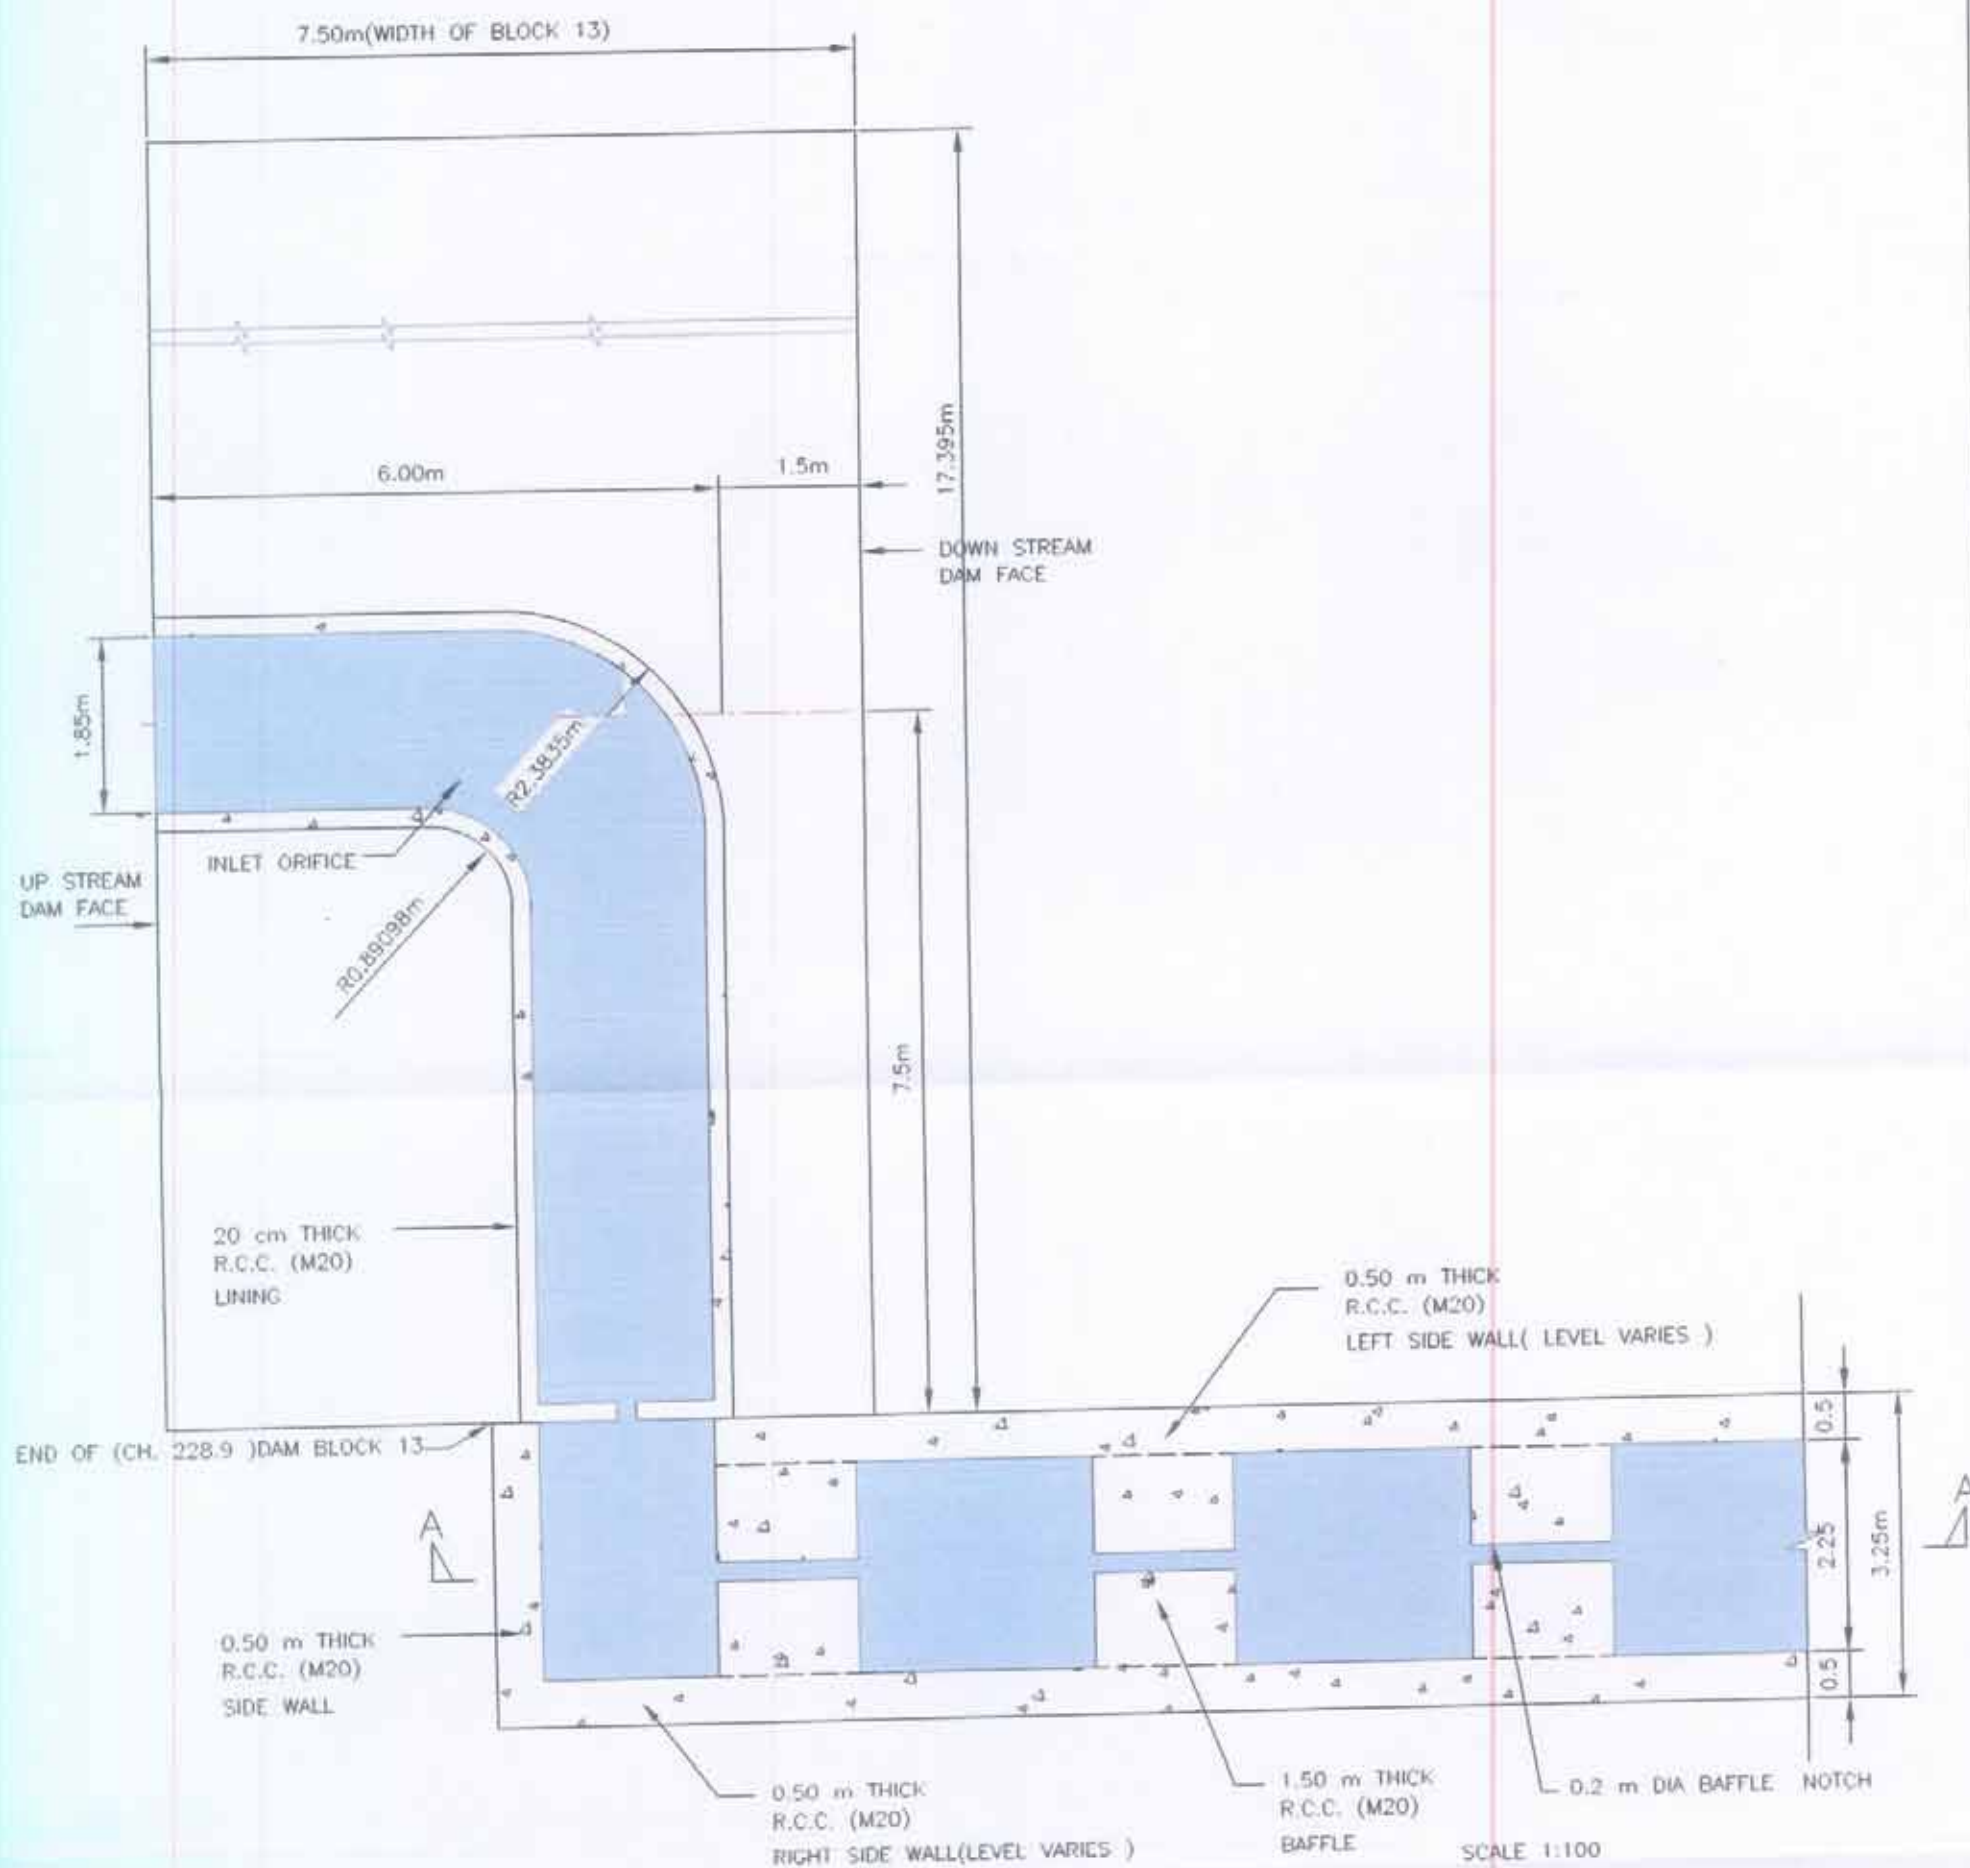 7.50m(WIDTH OF BLOCK 13)
17.395m
6.00m
1.5m
DOWN STREAM
DAM FACE
1.85m
R2.3835m
INLET ORIFICE
UP STREAM
DAM FACE
R0.89098m
7.5m
20 cm THICK
R.C.C. (M20)
LINING
0.50 m THICK
R.C.C. (M20)
LEFT SIDE WALL( LEVEL VARIES )
END OF (CH. 228.9 )DAM BLOCK 13
0.5
A
A
2.25
3.25m
0.50 m THICK
R.C.C. (M20)
SIDE WALL
0.5
0.50 m THICK
R.C.C. (M20)
RIGHT SIDE WALL(LEVEL VARIES )
1.50 m THICK
R.C.C. (M20)
BAFFLE
0.2 m DIA BAFFLE NOTCH
SCALE 1:100